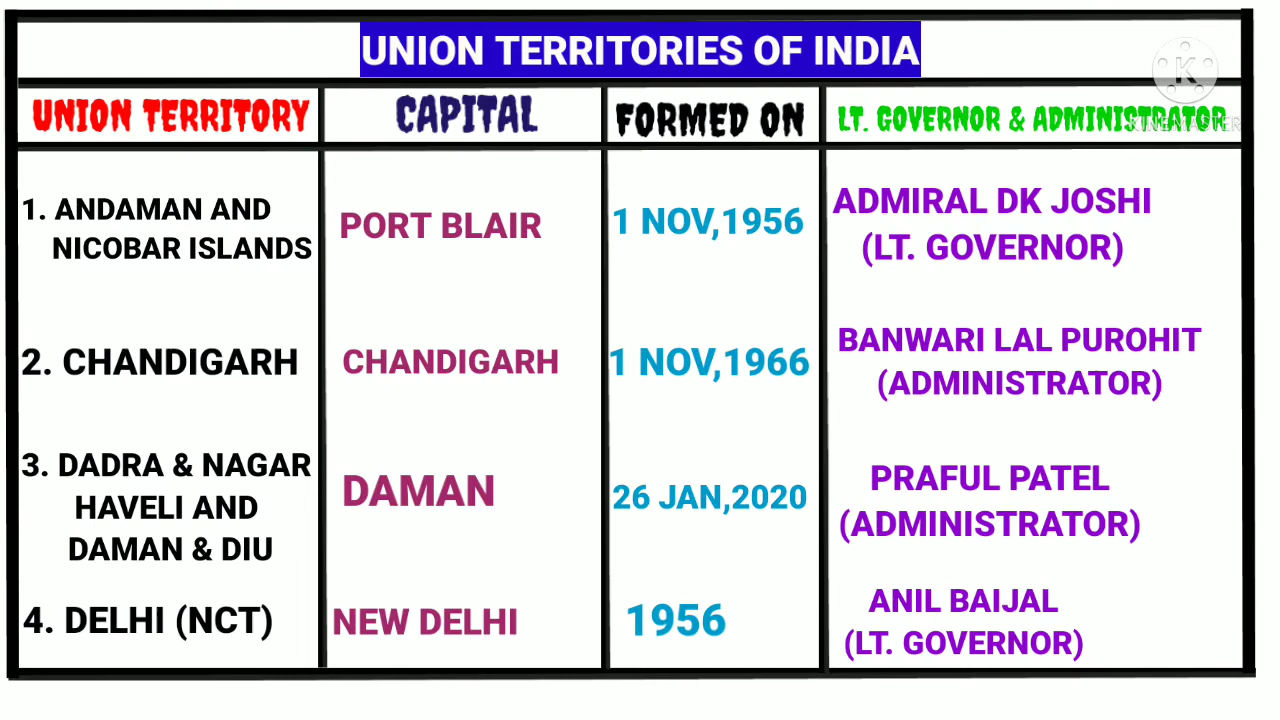 UNION TERRITORIES OF INDIA
K
UNION TERRITORY
CAPITAL
FORMED ON
LT. GOVERNOR & ADMINISTRATOR
KINEMASTER
1. ANDAMAN AND
NICOBAR ISLANDS
PORT BLAIR
1 NOV,1956
ADMIRAL DK JOSHI
(LT. GOVERNOR)
2. CHANDIGARH
CHANDIGARH
1 NOV,1966
BANWARI LAL PUROHIT
(ADMINISTRATOR)
3. DADRA & NAGAR
HAVELI AND
DAMAN & DIU
DAMAN
26 JAN,2020
PRAFUL PATEL
(ADMINISTRATOR)
4. DELHI (NCT)
NEW DELHI
1956
ANIL BAIJAL
(LT. GOVERNOR)